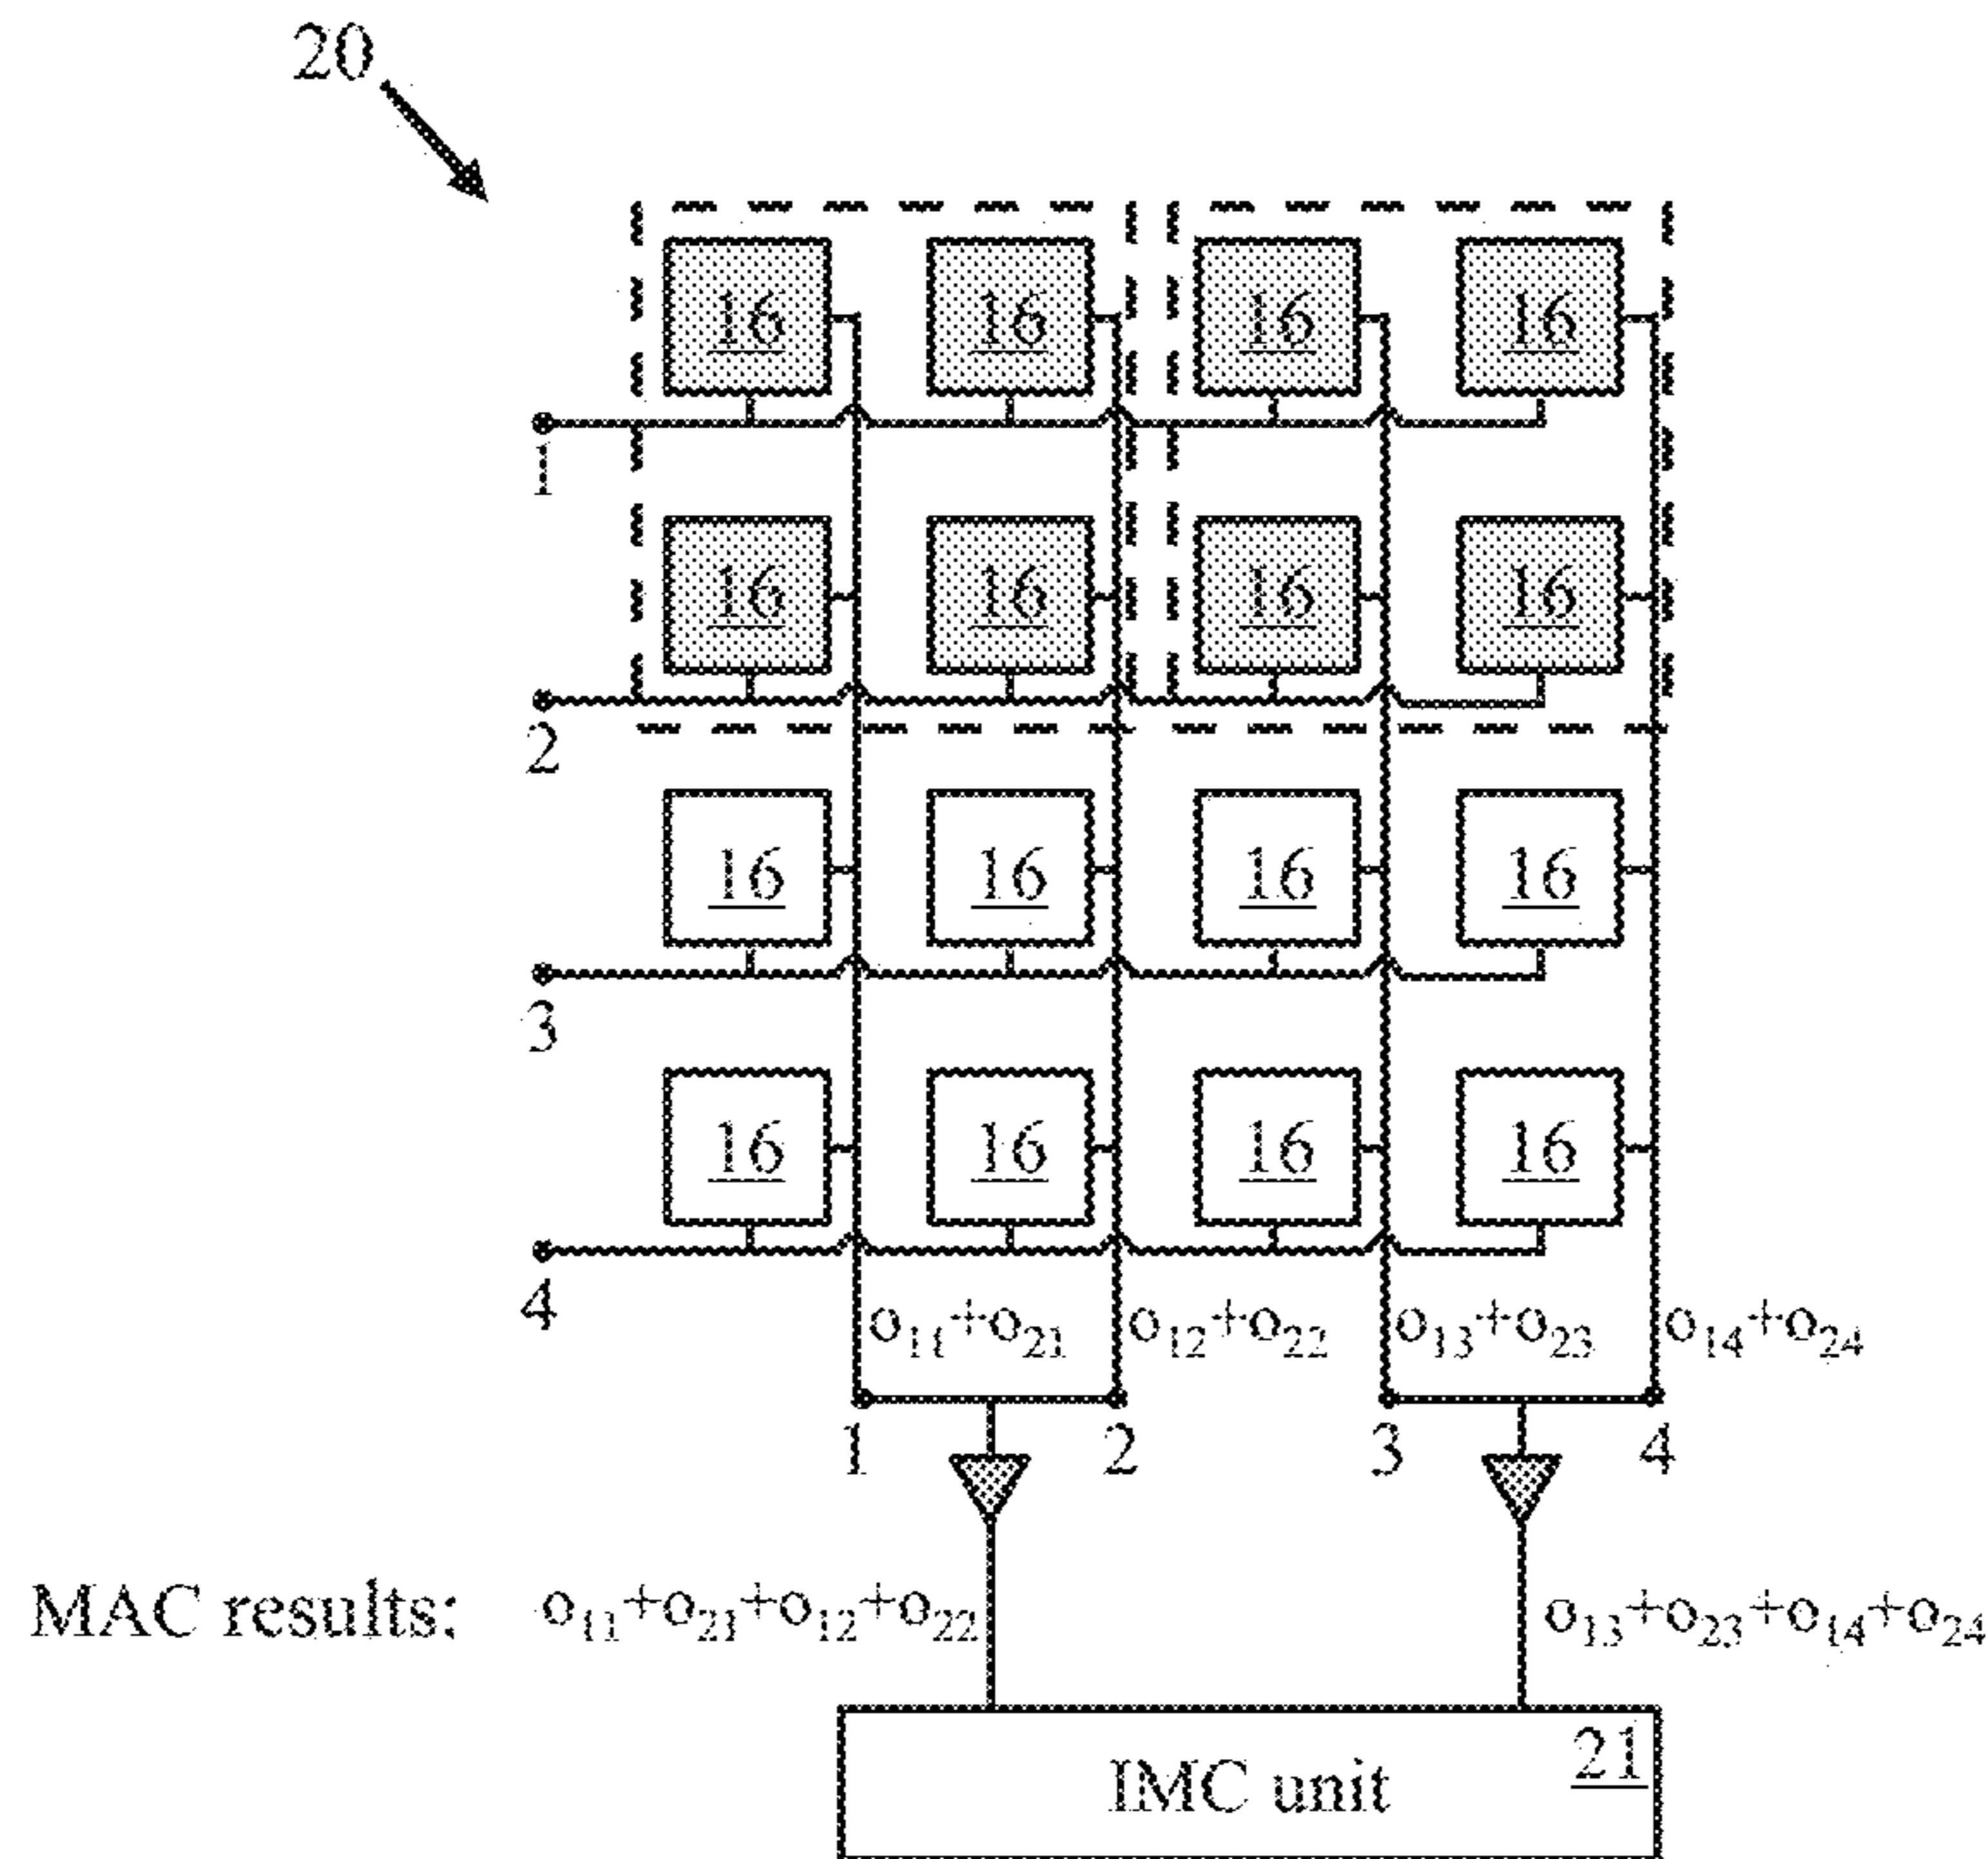 20
16 16 16 16
1
16 16 16 16
2
16 16 16 16
3
16 16 16 16
4
o₁₁+o₂₁ o₁₂+o₂₂ o₁₃+o₂₃ o₁₄+o₂₄
1 2 3 4
MAC results: o₁₁+o₂₁+o₁₂+o₂₂ o₁₃+o₂₃+o₁₄+o₂₄
21
IMC unit